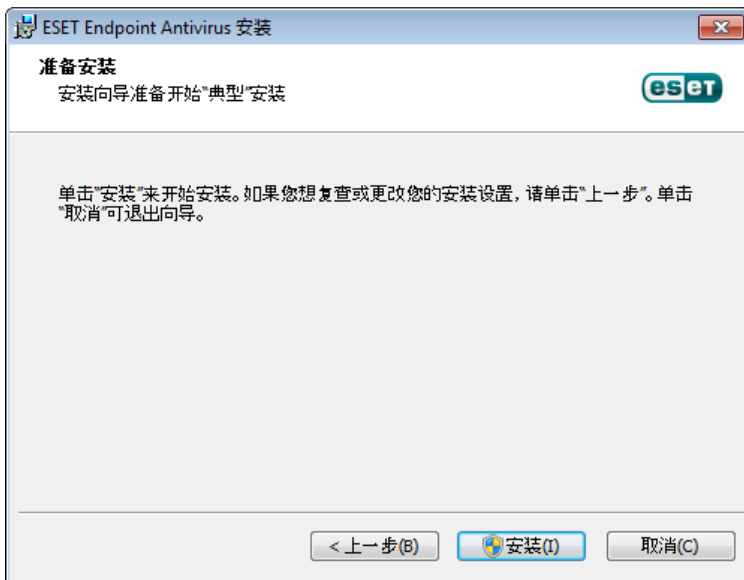 ESET Endpoint Antivirus 安装
准备安装
安装向导准备开始“典型”安装
eseT
单击“安装”来开始安装。如果您想复查或更改您的安装设置, 请单击“上一步”。单击
“取消”可退出向导。
< 上一步(B)
安装(I)
取消(C)